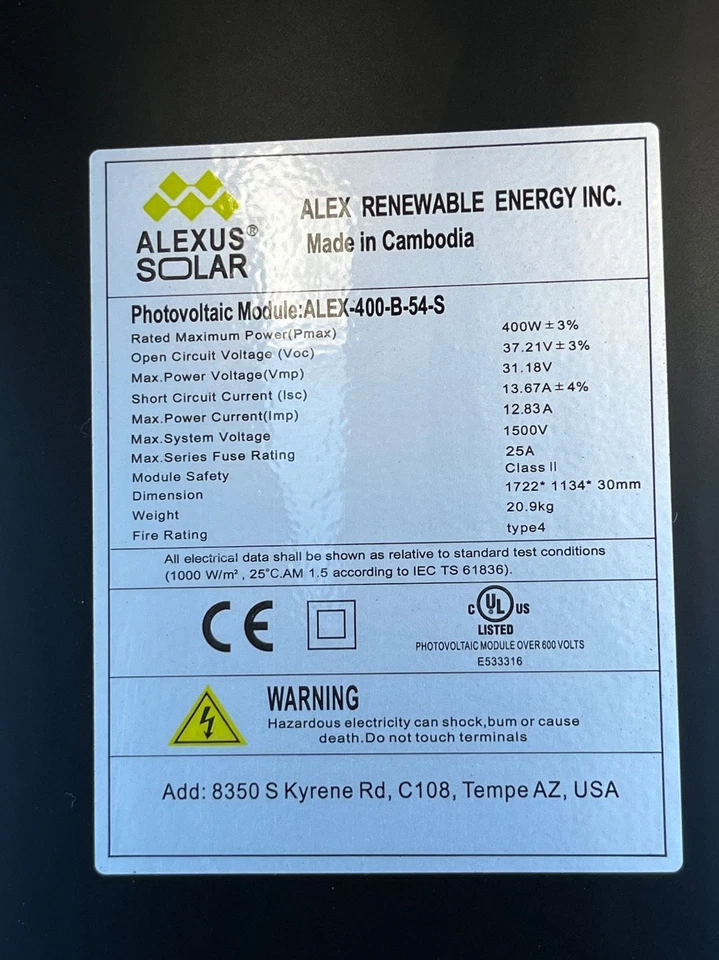 ALEXUS®
SOLAR
ALEX RENEWABLE ENERGY INC.
Made in Cambodia
Photovoltaic Module:ALEX-400-B-54-S
Rated Maximum Power(Pmax) 400W±3%
Open Circuit Voltage (Voc) 37.21V±3%
Max.Power Voltage(Vmp) 31.18V
Short Circuit Current (Isc) 13.67A±4%
Max.Power Current(Imp) 12.83A
Max.System Voltage 1500V
Max.Series Fuse Rating 25A
Module Safety Class II
Dimension 1722* 1134* 30mm
Weight 20.9kg
Fire Rating type4
All electrical data shall be shown as relative to standard test conditions
(1000 W/m², 25°C.AM 1.5 according to IEC TS 61836).
CE
c UL US
LISTED
PHOTOVOLTAIC MODULE OVER 600 VOLTS
E533316
WARNING
Hazardous electricity can shock,bum or cause
death.Do not touch terminals
Add: 8350 S Kyrene Rd, C108, Tempe AZ, USA